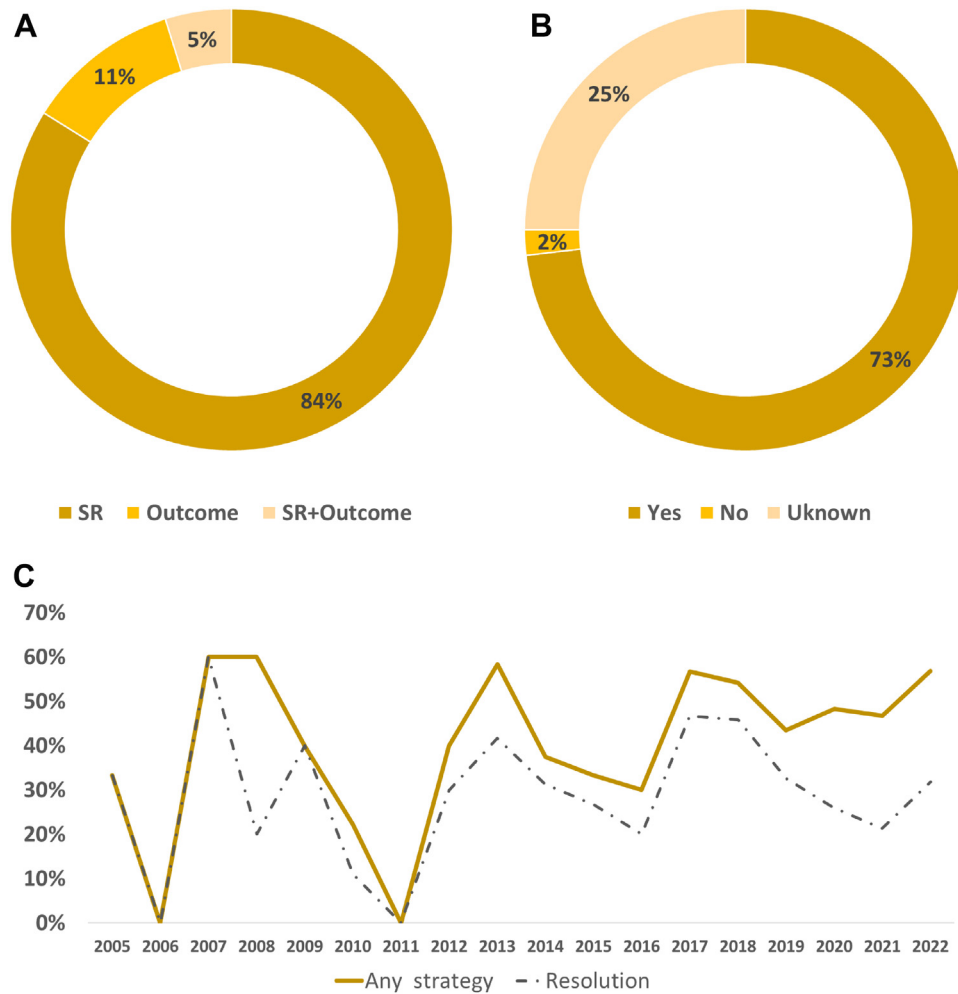 A
5%
11%
84%
SR Outcome SR+Outcome
B
25%
2%
73%
Yes No Uknown
C
70%
60%
50%
40%
30%
20%
10%
0%
2005 2006 2007 2008 2009 2010 2011 2012 2013 2014 2015 2016 2017 2018 2019 2020 2021 2022
Any strategy Resolution